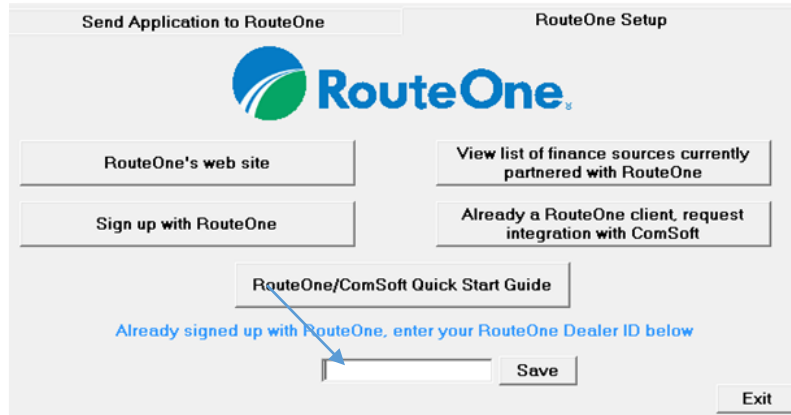 Send Application to RouteOne
RouteOne Setup
RouteOne
RouteOne's web site
View list of finance sources currently
partnered with RouteOne
Sign up with RouteOne
Already a RouteOne client, request
integration with ComSoft
RouteOne/ComSoft Quick Start Guide
Already signed up with RouteOne, enter your RouteOne Dealer ID below
Save
Exit